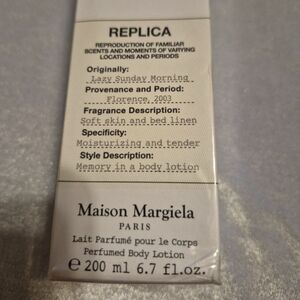 REPLICA
REPRODUCTION OF FAMILIAR
SCENTS AND MOMENTS OF VARYING
LOCATIONS AND PERIODS
Originally:
Lazy Sunday Morning
Provenance and Period:
Florence, 2003
Fragrance Description:
Soft skin and bed linen
Specificity:
Moisturizing and tender
Style Description:
Memory in a body lotion
Maison Margiela
PARIS
Lait Parfumé pour le Corps
Perfumed Body Lotion
e 200 ml 6.7 fl.oz.